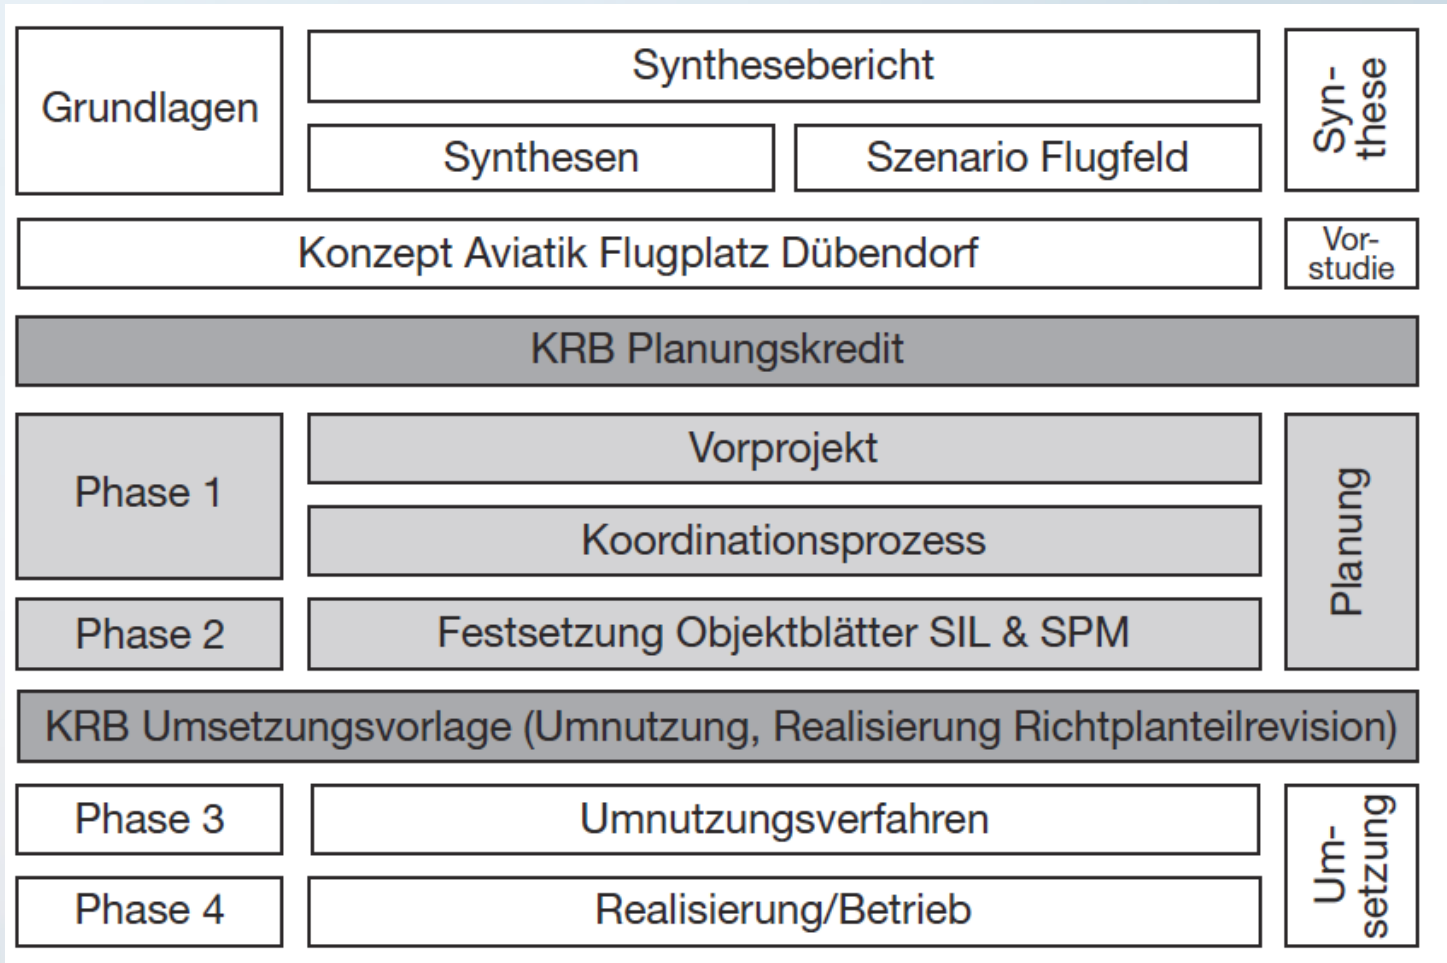 Grundlagen
Synthesebericht
Synthesen
Szenario Flugfeld
Syn-
these
Konzept Aviatik Flugplatz Dübendorf
Vor-
studie
KRB Planungskredit
Phase 1
Vorprojekt
Koordinationsprozess
Planung
Phase 2
Festsetzung Objektblätter SIL & SPM
KRB Umsetzungsvorlage (Umnutzung, Realisierung Richtplanteilrevision)
Phase 3
Umnutzungsverfahren
Um-
setzung
Phase 4
Realisierung/Betrieb